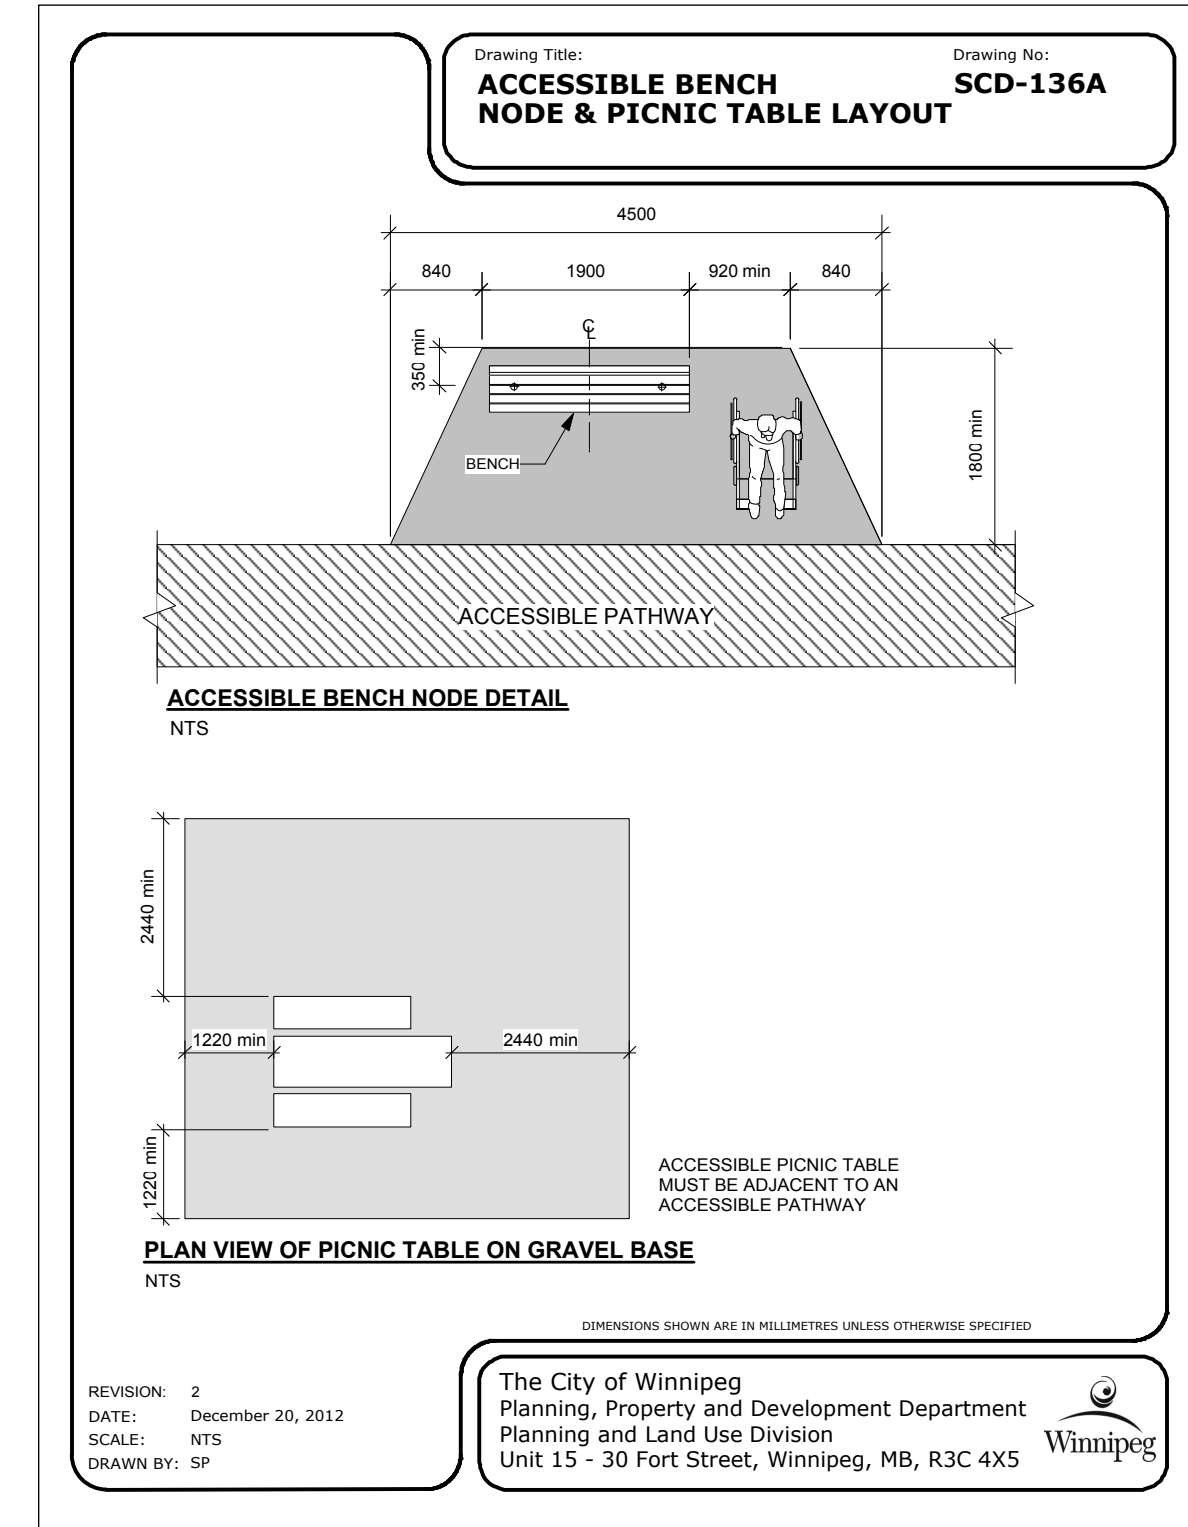 Drawing Title:
ACCESSIBLE BENCH
NODE & PICNIC TABLE LAYOUT
Drawing No:
SCD-136A
4500
840
1900
920 min
840
350 min
℄
1800 min
BENCH
ACCESSIBLE PATHWAY
ACCESSIBLE BENCH NODE DETAIL
NTS
2440 min
1220 min
2440 min
1220 min
ACCESSIBLE PICNIC TABLE
MUST BE ADJACENT TO AN
ACCESSIBLE PATHWAY
PLAN VIEW OF PICNIC TABLE ON GRAVEL BASE
NTS
DIMENSIONS SHOWN ARE IN MILLIMETRES UNLESS OTHERWISE SPECIFIED
REVISION: 2
DATE: December 20, 2012
SCALE: NTS
DRAWN BY: SP
The City of Winnipeg
Planning, Property and Development Department
Planning and Land Use Division
Unit 15 - 30 Fort Street, Winnipeg, MB, R3C 4X5
Winnipeg